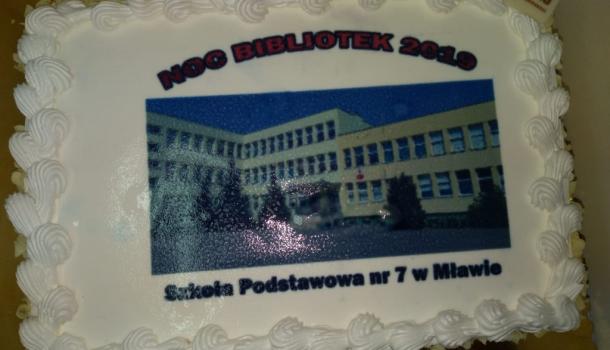 NOC BIBLIOTEK 2019
Szkoła Podstawowa nr 7 w Mławie